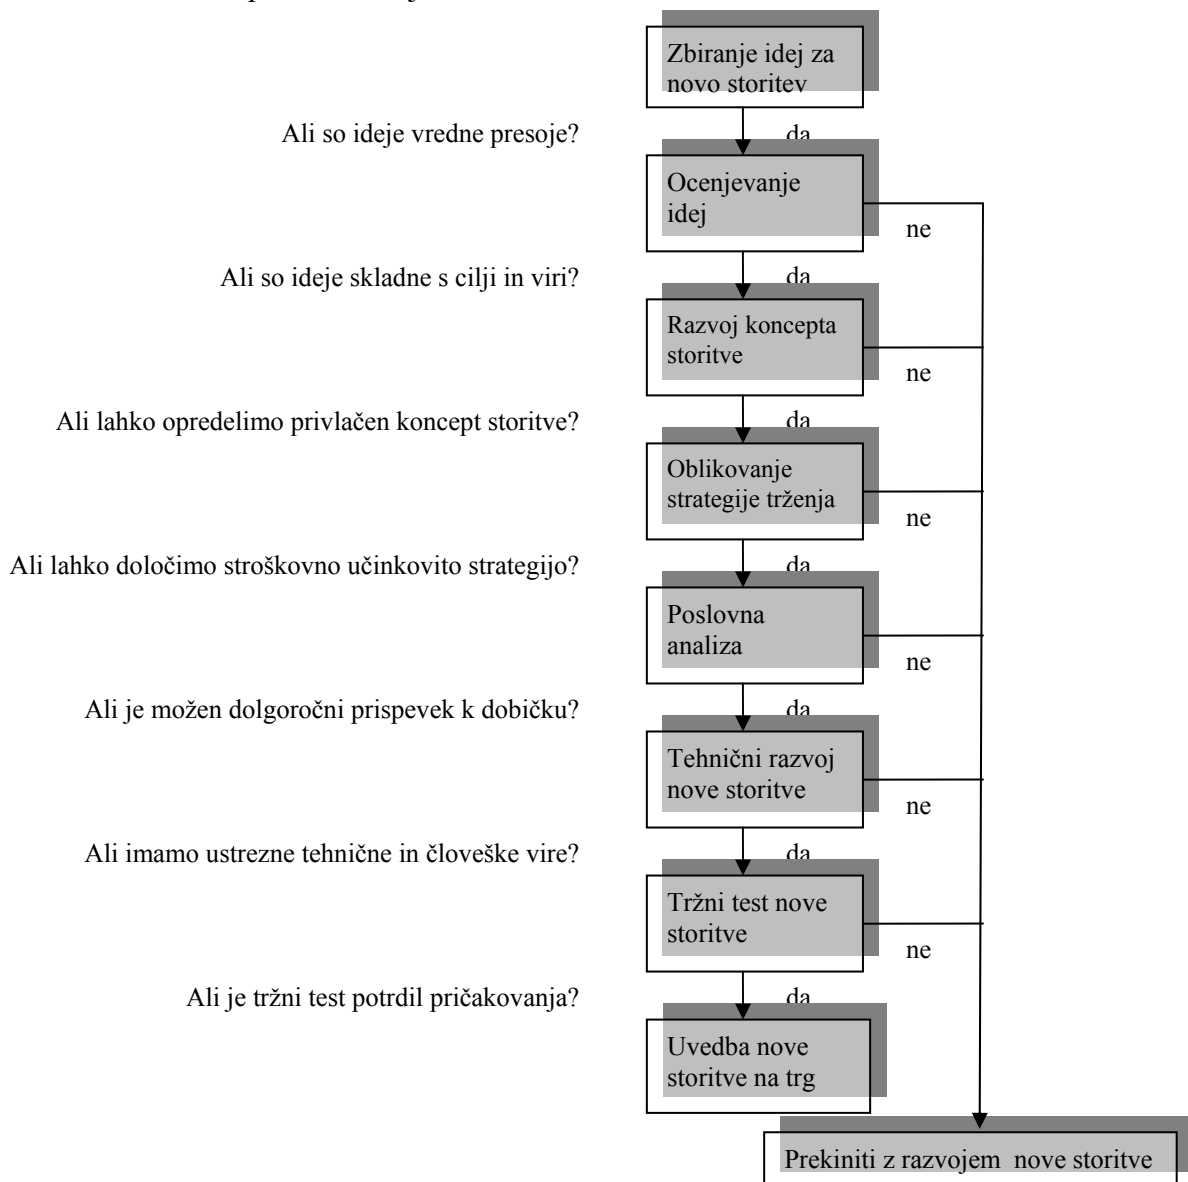 Zbiranje idej za
novo storitev
Ali so ideje vredne presoje?
da
Ocenjevanje
idej
ne
Ali so ideje skladne s cilji in viri?
da
Razvoj koncepta
storitve
ne
Ali lahko opredelimo privlačen koncept storitve?
da
Oblikovanje
strategije trženja
ne
Ali lahko določimo stroškovno učinkovito strategijo?
da
Poslovna
analiza
ne
Ali je možen dolgoročni prispevek k dobičku?
da
Tehnični razvoj
nove storitve
ne
Ali imamo ustrezne tehnične in človeške vire?
da
Tržni test nove
storitve
ne
Ali je tržni test potrdil pričakovanja?
da
Uvedba nove
storitve na trg
Prekiniti z razvojem  nove storitve